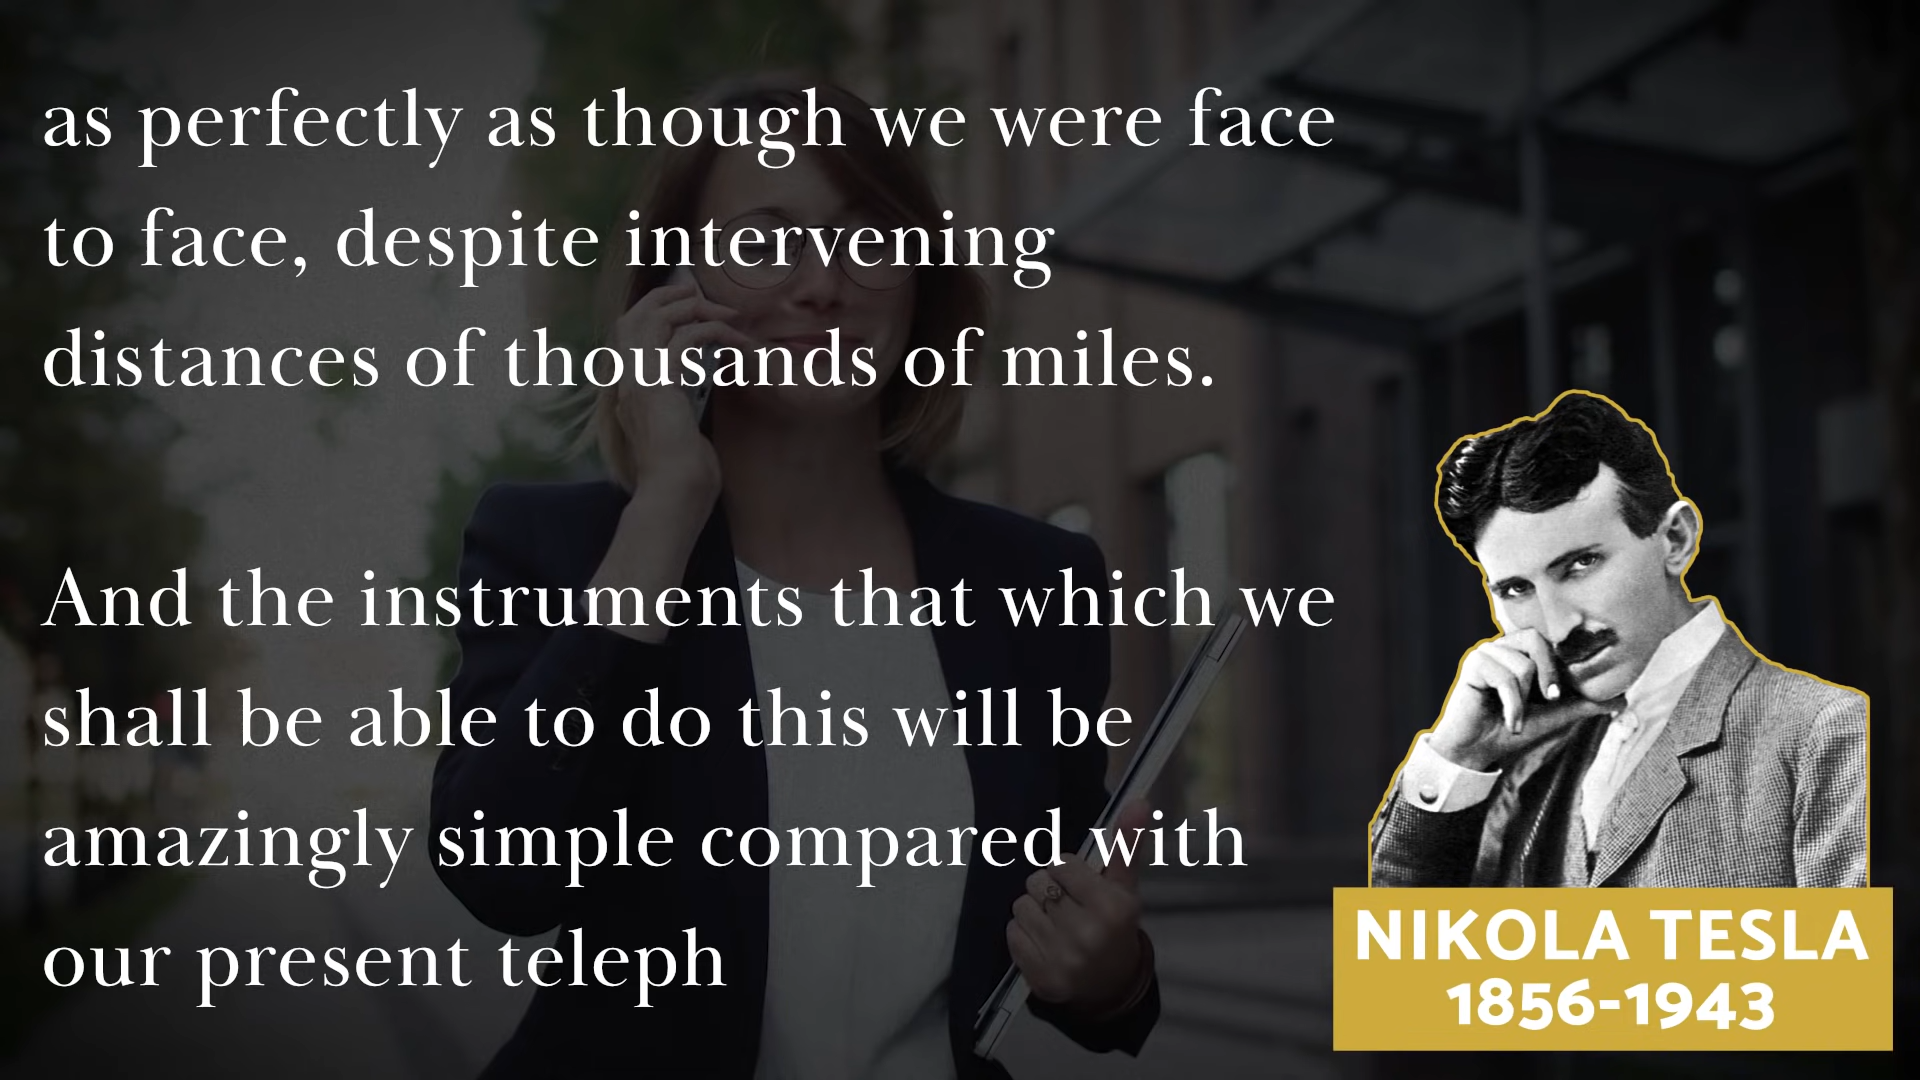 as perfectly as though we were face
to face, despite intervening
distances of thousands of miles.
And the instruments that which we
shall be able to do this will be
amazingly simple compared with
our present teleph
NIKOLA TESLA
1856-1943